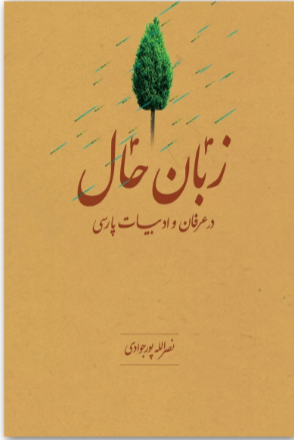 زبان حال
در عرفان و ادبیات پارسی
نصرالله پورجوادی